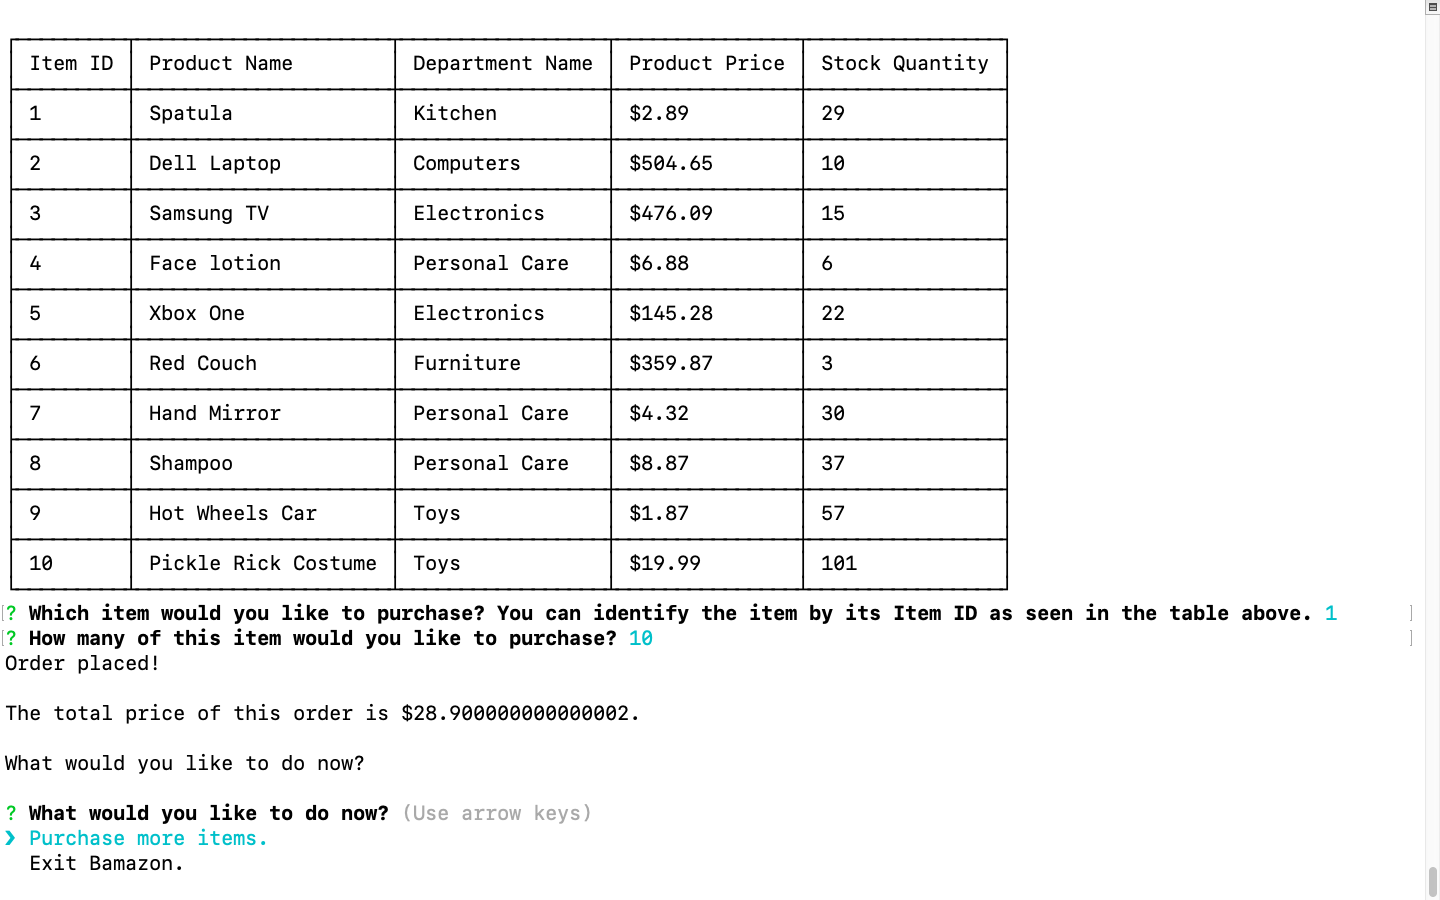 Item ID Product Name Department Name Product Price Stock Quantity
1 Spatula Kitchen $2.89 29
2 Dell Laptop Computers $504.65 10
3 Samsung TV Electronics $476.09 15
4 Face lotion Personal Care $6.88 6
5 Xbox One Electronics $145.28 22
6 Red Couch Furniture $359.87 3
7 Hand Mirror Personal Care $4.32 30
8 Shampoo Personal Care $8.87 37
9 Hot Wheels Car Toys $1.87 57
10 Pickle Rick Costume Toys $19.99 101
[? Which item would you like to purchase? You can identify the item by its Item ID as seen in the table above. 1 ]
[? How many of this item would you like to purchase? 10 ]
Order placed!
The total price of this order is $28.900000000000002.
What would you like to do now?
? What would you like to do now? (Use arrow keys)
❯ Purchase more items.
Exit Bamazon.